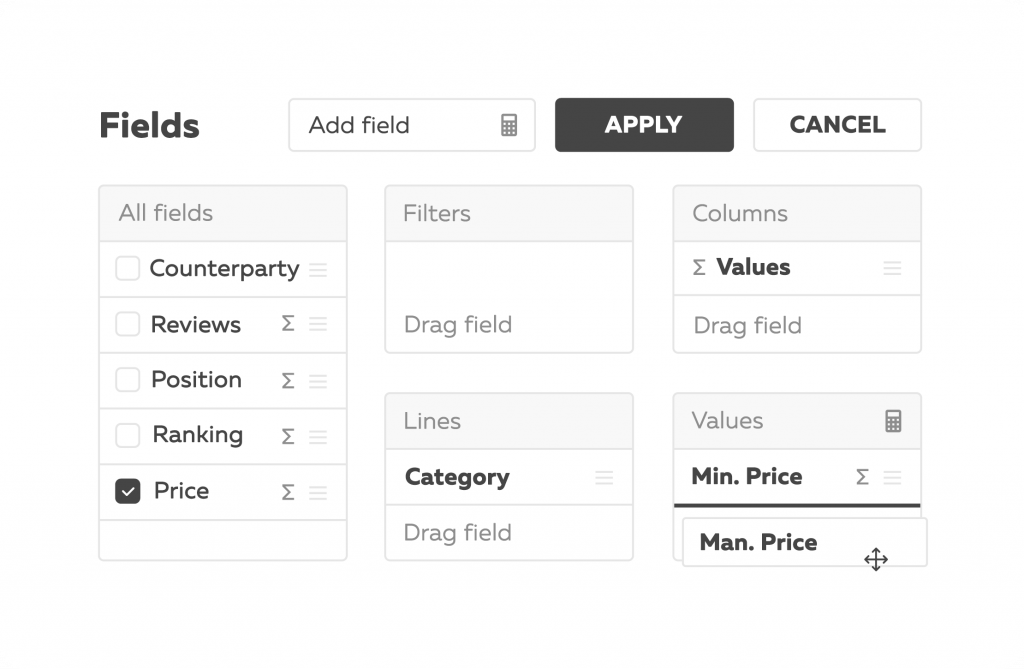 Fields
Add field
APPLY
CANCEL
All fields
Counterparty
Reviews Σ
Position Σ
Ranking Σ
Price Σ
Filters
Drag field
Columns
Σ Values
Drag field
Lines
Category
Drag field
Values
Min. Price Σ
Man. Price